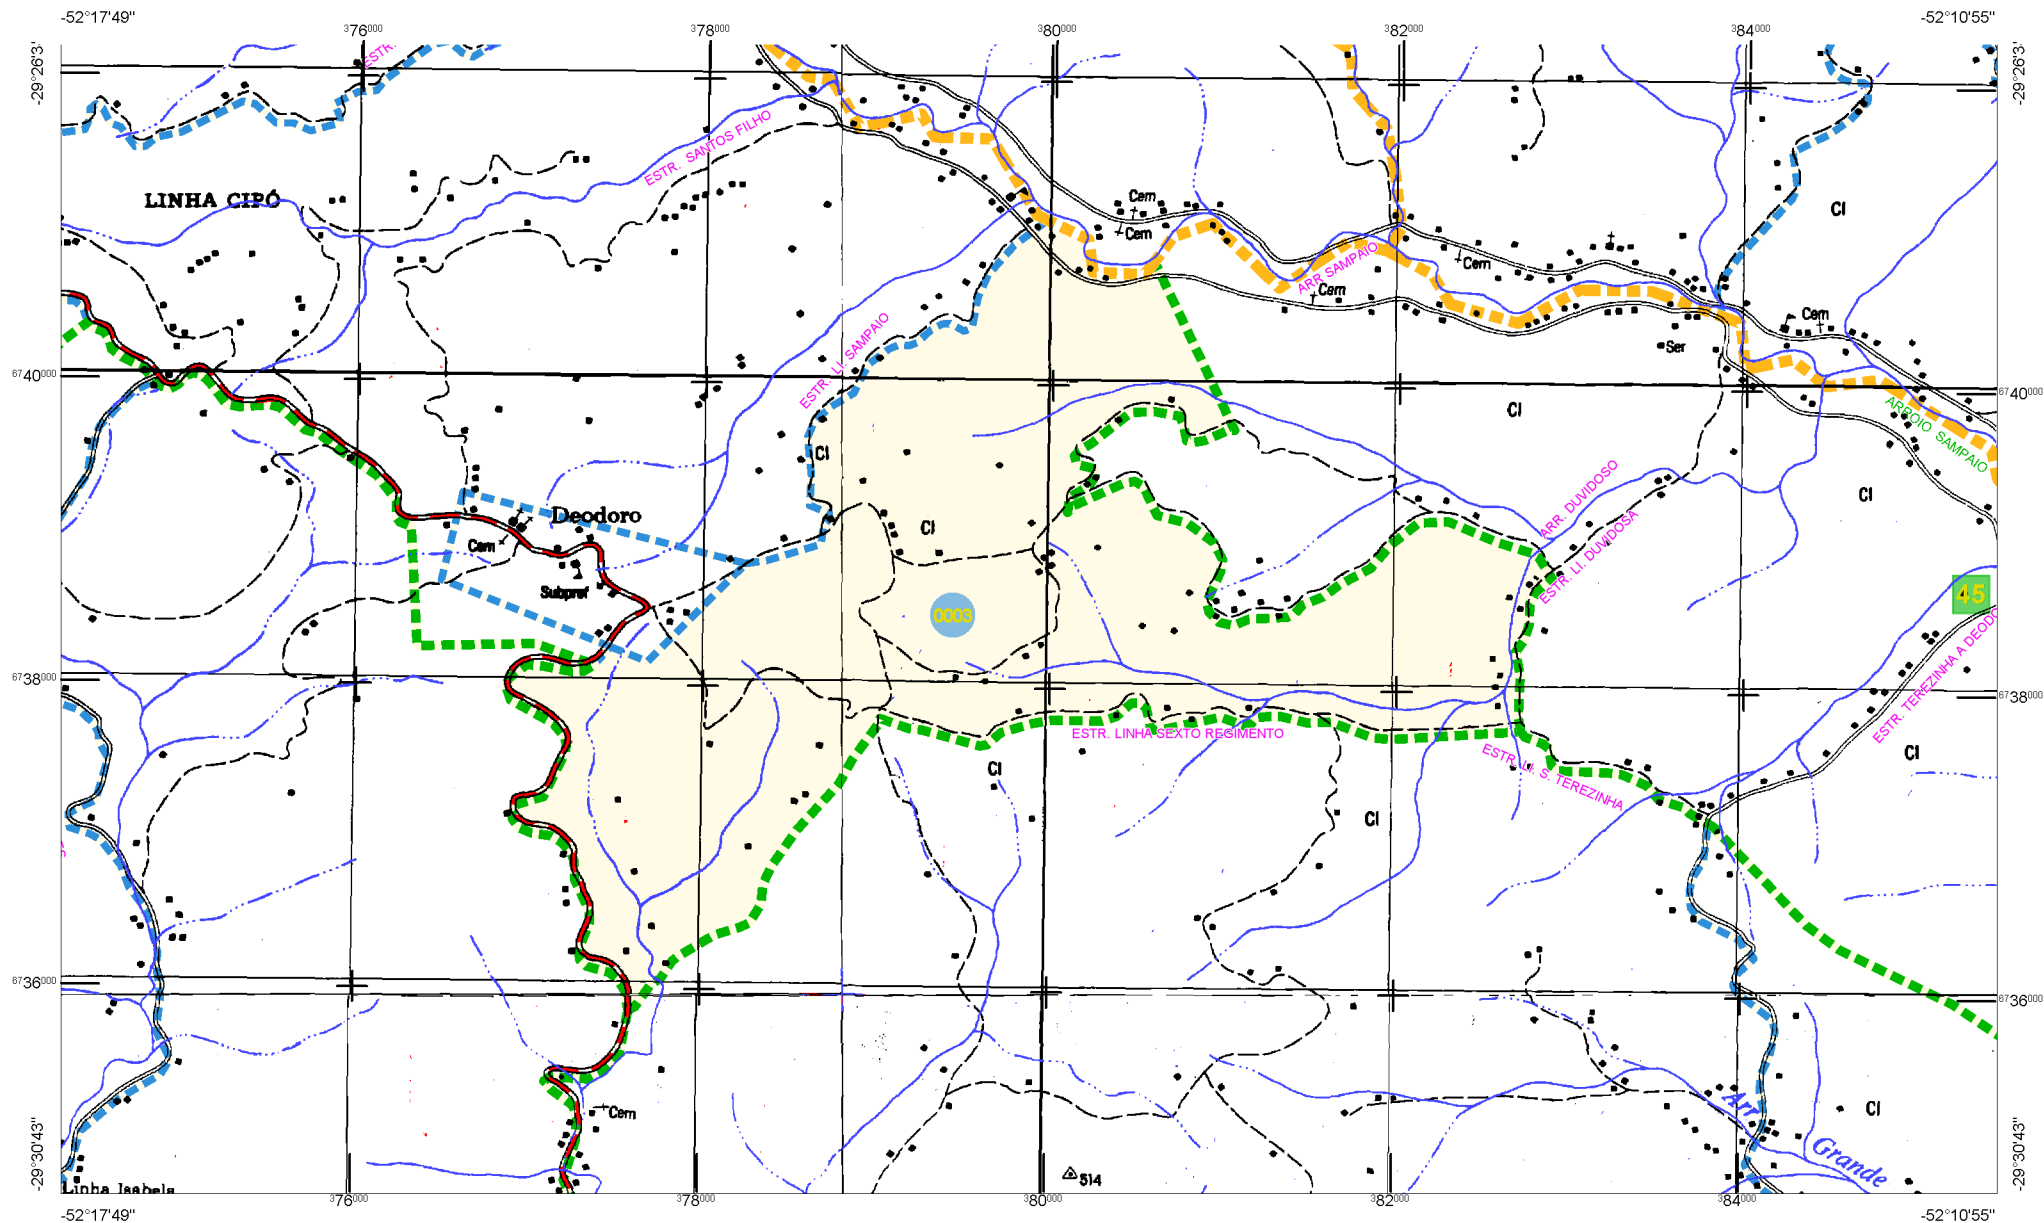 -52°17'49" 376000 378000 380000 382000 384000 -52°10'55"
-29°26'3" -29°26'3"
ESTR.
ESTR. SANTOS FILHO
LINHA CIPÓ
Cem
Cem
Cem
CI
ARR SAMPAIO
Cem
Cem
ESTR. LI. SAMPAIO
Ser
6740000 6740000
CI
ARROIO SAMPAIO
CI
CI
ARR. DUVIDOSO
Deodoro
CI
Cem
ESTR. LI. DUVIDOSA
Subpref
45
0003
ESTR. TEREZINHA A DEODO
6738000 6738000
ESTR. LINHA SEXTO REGIMENTO
ESTR. LI. S. TEREZINHA
CI
CI
CI
6736000 6736000
Cem
Arr
Grande
CI
514
Linha Isabela
-29°30'43" -29°30'43"
-52°17'49" 376000 378000 380000 382000 384000 -52°10'55"